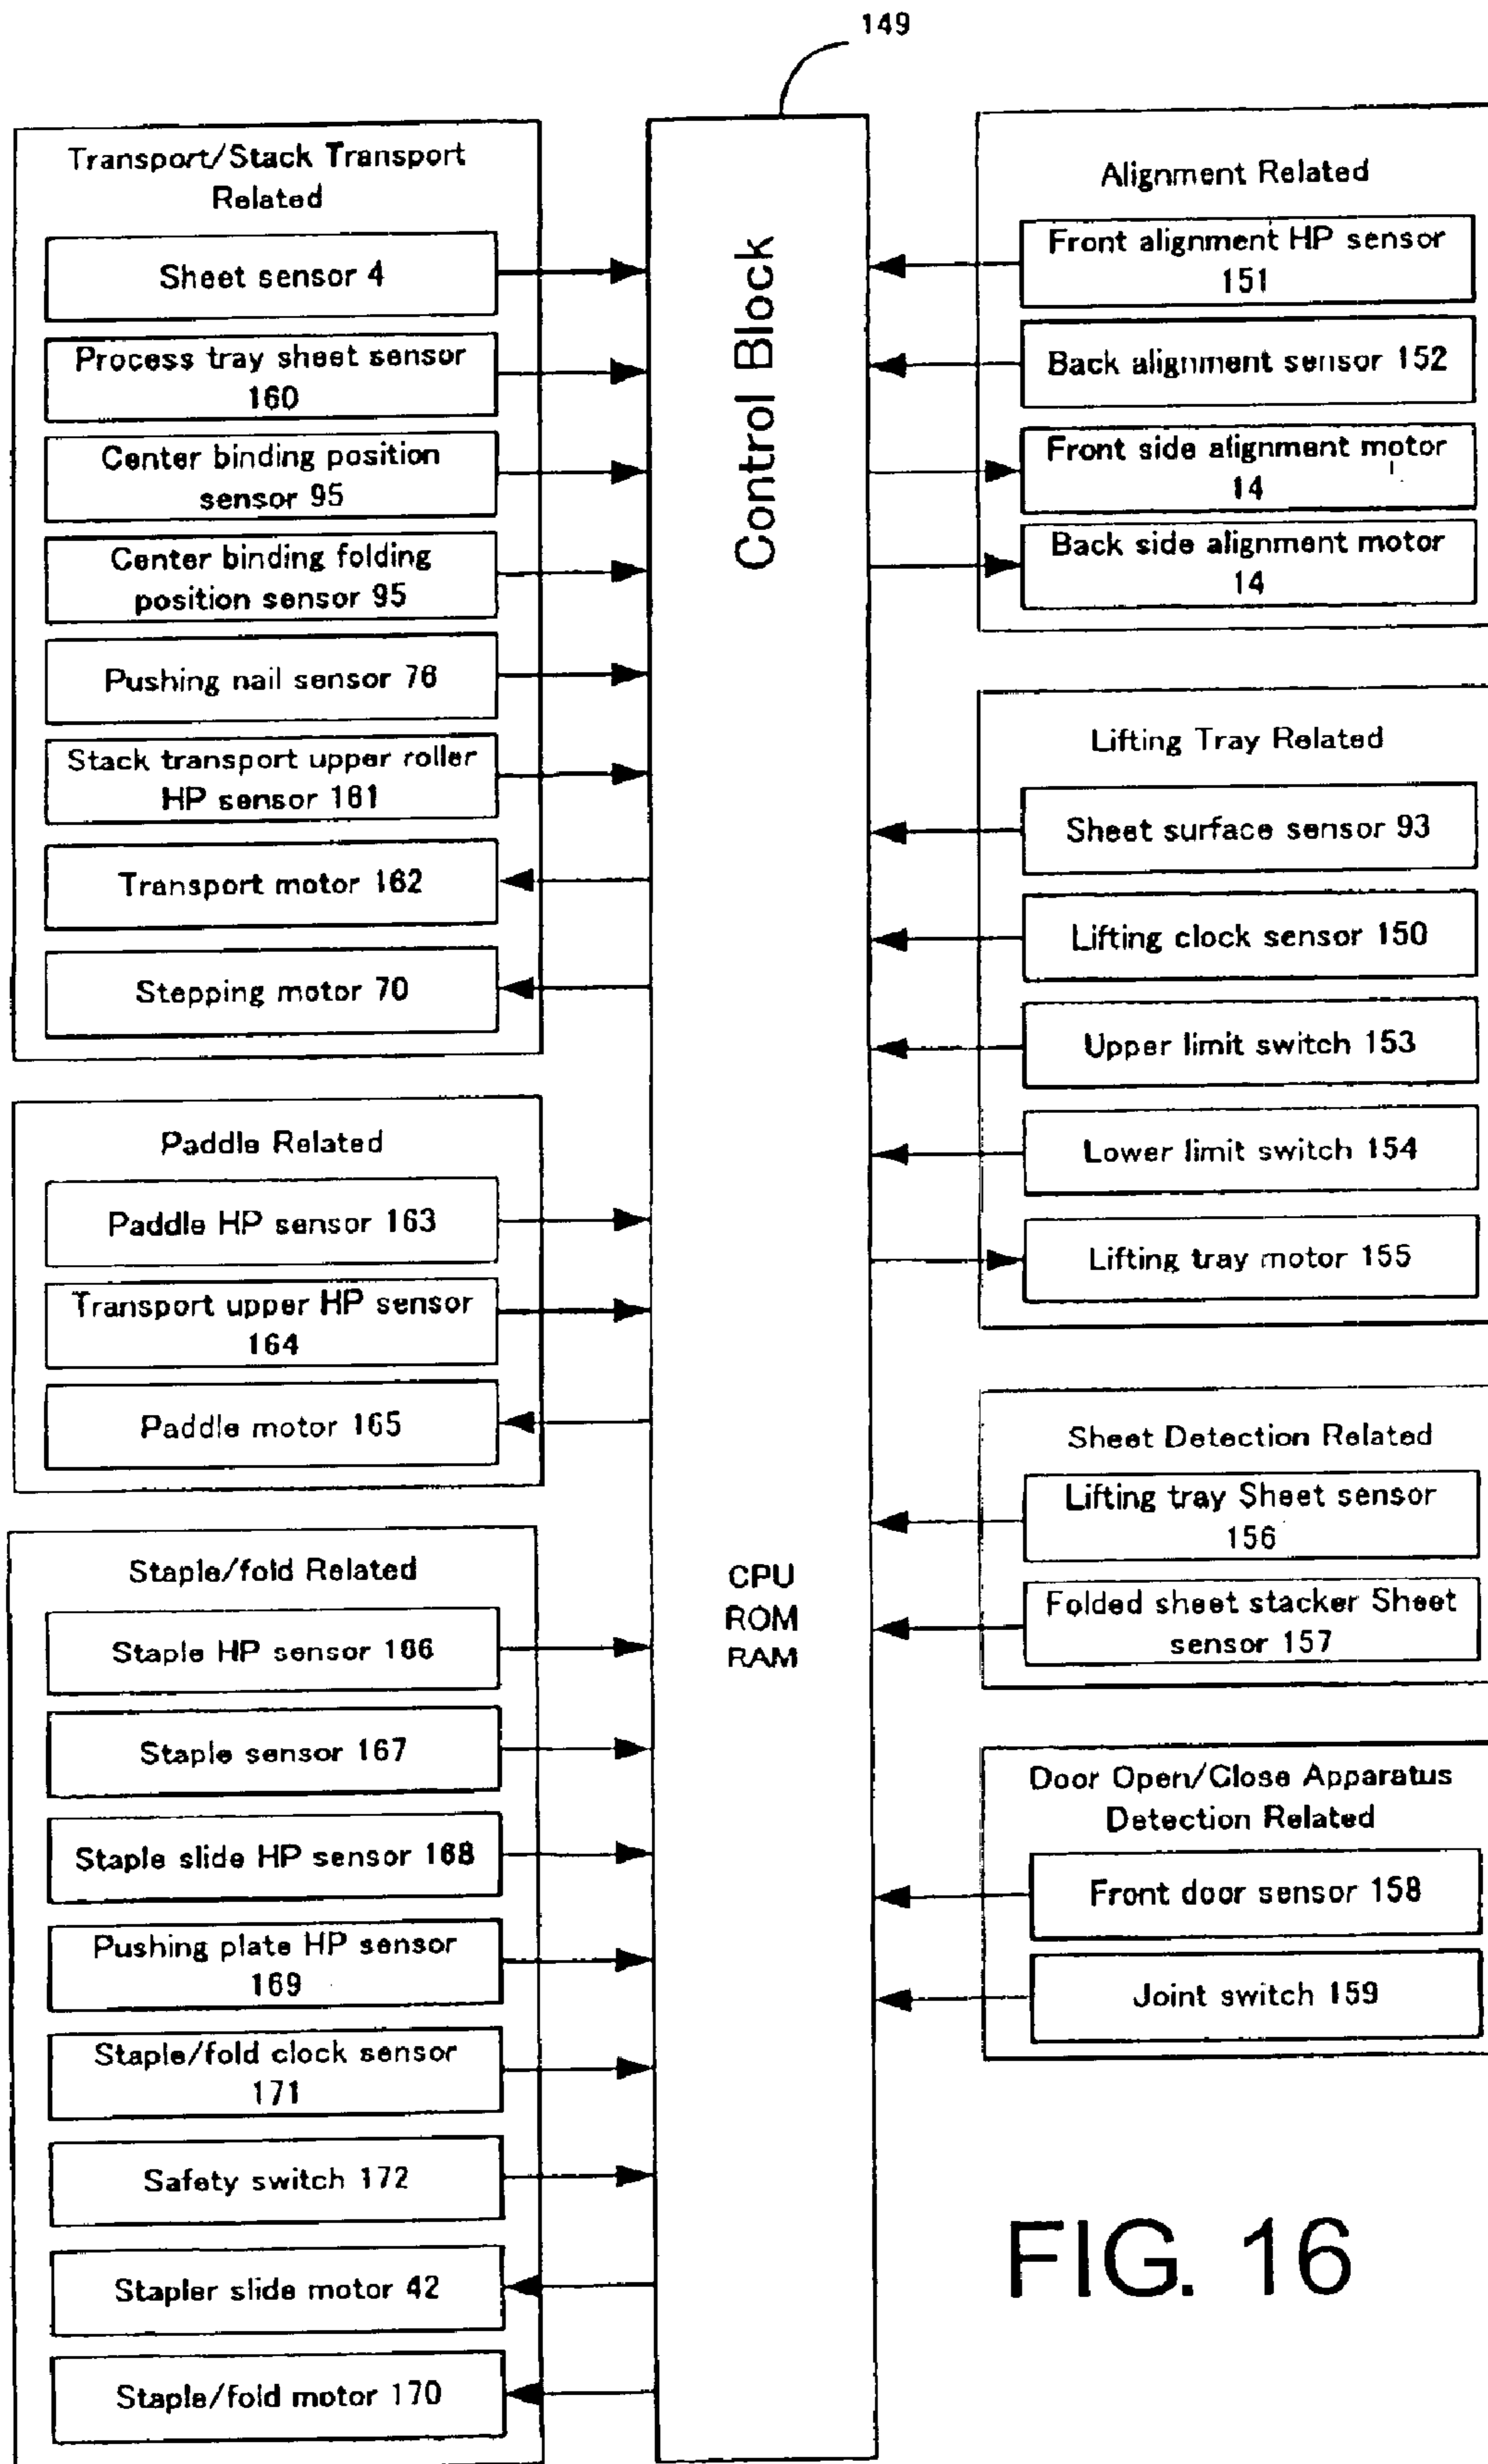 149
Transport/Stack Transport
Related
Sheet sensor 4
Process tray sheet sensor
160
Center binding position
sensor 95
Center binding folding
position sensor 95
Pushing nail sensor 76
Stack transport upper roller
HP sensor 161
Transport motor 162
Stepping motor 70
Paddle Related
Paddle HP sensor 163
Transport upper HP sensor
164
Paddle motor 165
Staple/fold Related
Staple HP sensor 166
Staple sensor 167
Staple slide HP sensor 168
Pushing plate HP sensor
169
Staple/fold clock sensor
171
Safety switch 172
Stapler slide motor 42
Staple/fold motor 170
Control Block
CPU
ROM
RAM
Alignment Related
Front alignment HP sensor
151
Back alignment sensor 152
Front side alignment motor
14
Back side alignment motor
14
Lifting Tray Related
Sheet surface sensor 93
Lifting clock sensor 150
Upper limit switch 153
Lower limit switch 154
Lifting tray motor 155
Sheet Detection Related
Lifting tray Sheet sensor
156
Folded sheet stacker Sheet
sensor 157
Door Open/Close Apparatus
Detection Related
Front door sensor 158
Joint switch 159
FIG. 16